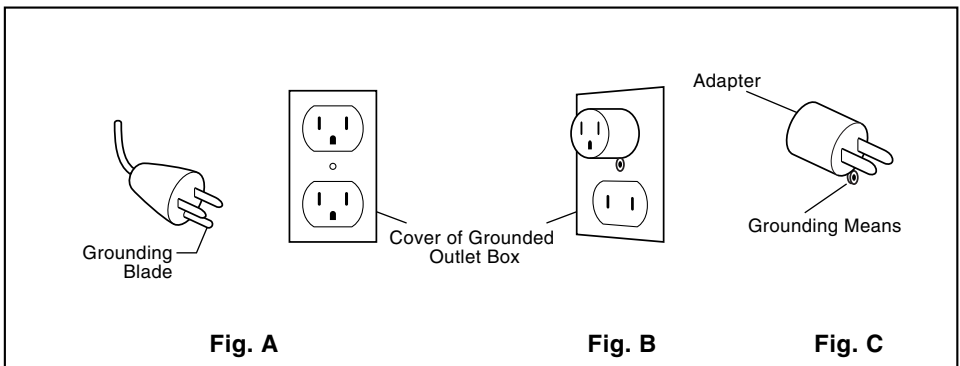 Adapter
Grounding
Blade
Cover of Grounded
Outlet Box
Grounding Means
Fig. A
Fig. B
Fig. C